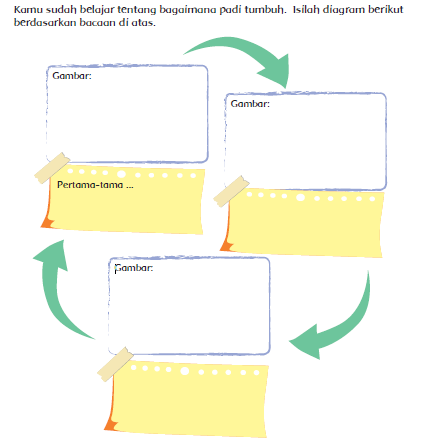 Kamu sudah belajar tentang bagaimana padi tumbuh. Isilah diagram berikut
berdasarkan bacaan di atas.
Gambar:
Gambar:
Pertama-tama ...
Gambar: